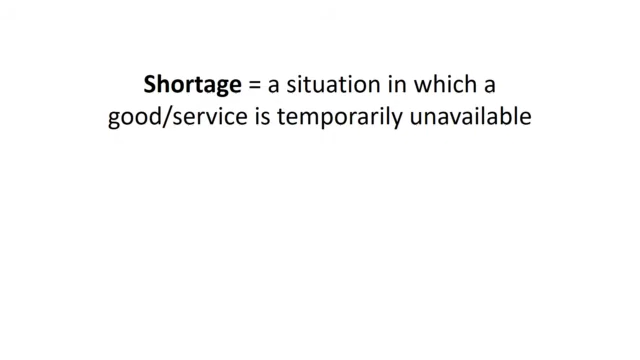 Shortage = a situation in which a
good/service is temporarily unavailable